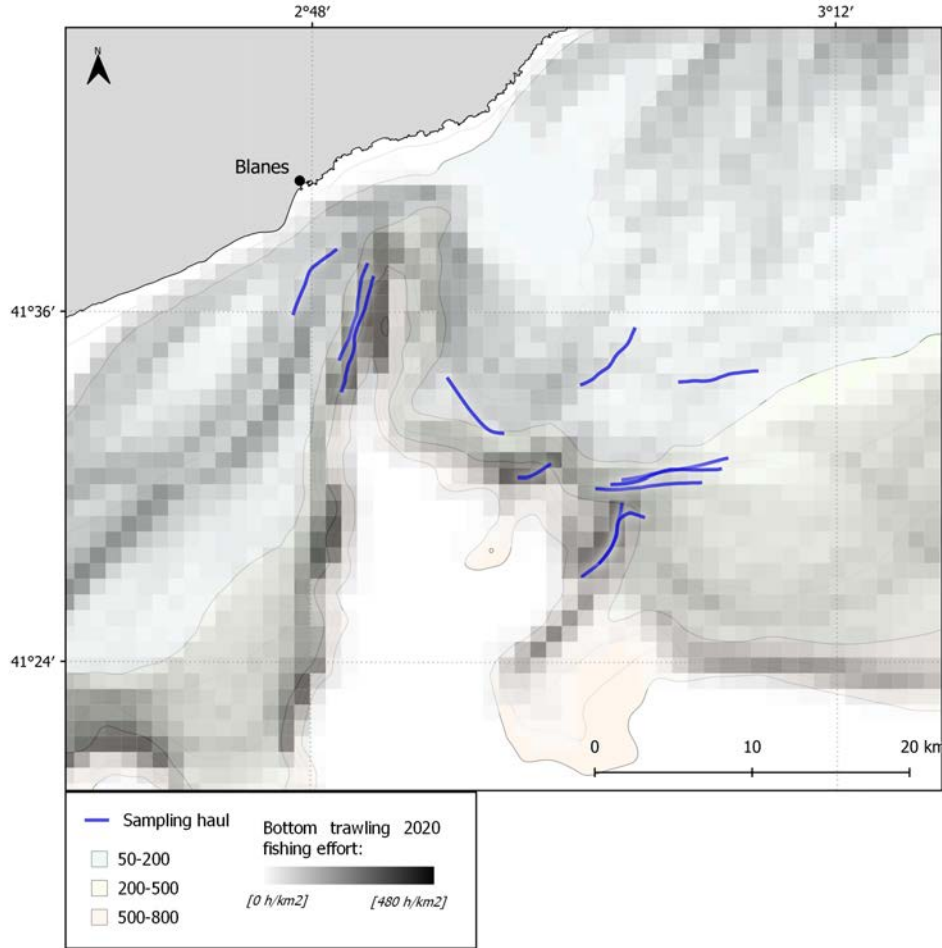 2°48′ 3°12′
N
Blanes
41°36′
41°24′
0 10 20 km
Sampling haul
50-200
200-500
500-800
Bottom trawling 2020
fishing effort:
[0 h/km2] [480 h/km2]